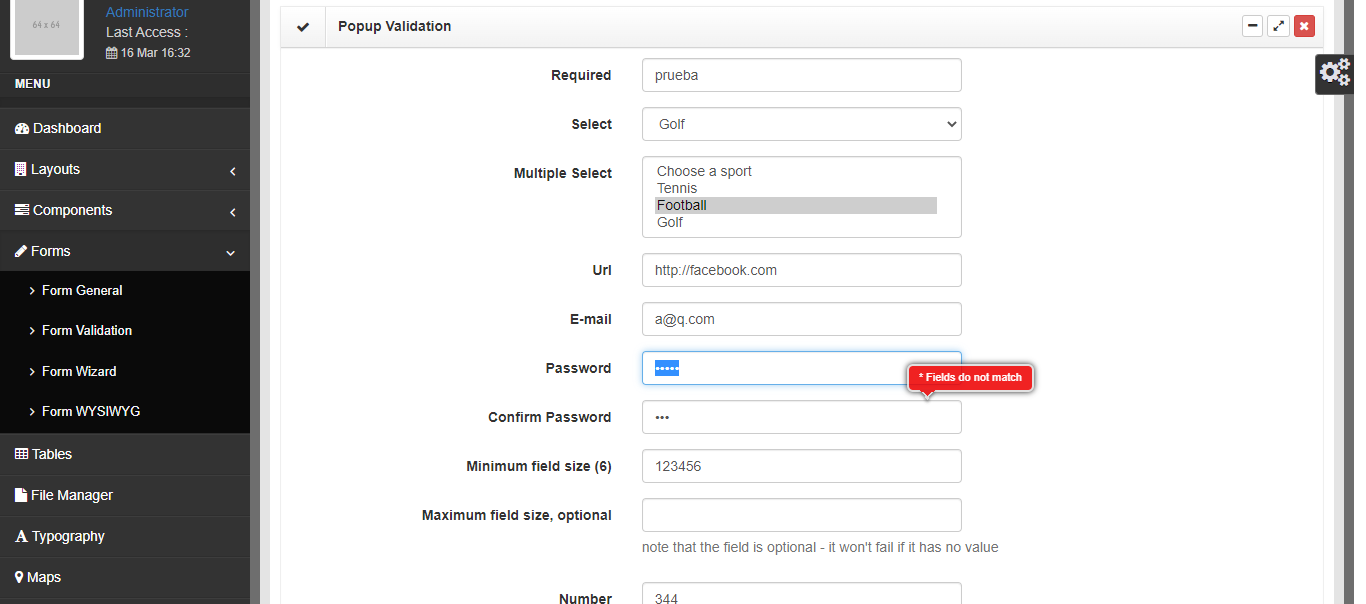 64 x 64
Administrator
Last Access :
16 Mar 16:32
MENU
Dashboard
Layouts
Components
Forms
Form General
Form Validation
Form Wizard
Form WYSIWYG
Tables
File Manager
Typography
Maps
Popup Validation
Required prueba
Select Golf
Multiple Select Choose a sport
Tennis
Football
Golf
Url http://facebook.com
E-mail a@q.com
Password •••••
* Fields do not match
Confirm Password •••
Minimum field size (6) 123456
Maximum field size, optional
note that the field is optional - it won't fail if it has no value
Number 344